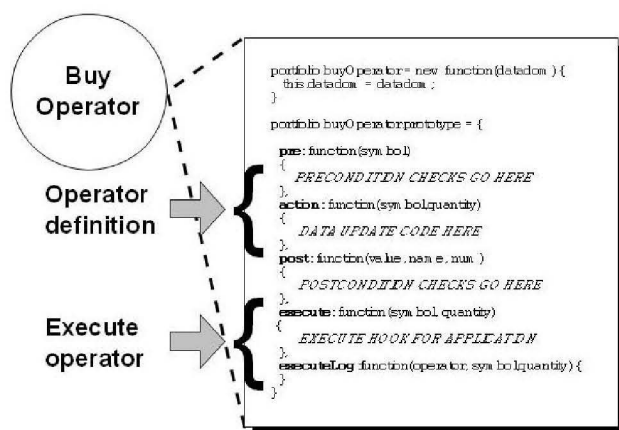 Buy
Operator
Operator
definition
Execute
operator
portfolio.buyOperator = new function(datadom) {
this.datadom = datadom;
}
portfolio.buyOperator.prototype = {
pre: function(symbol)
{
PRECONDITION CHECKS GO HERE
},
action: function(symbol,quantity)
{
DATA UPDATE CODE HERE
},
post: function(value, name, num)
{
POSTCONDITION CHECKS GO HERE
},
execute: function(symbol, quantity)
{
EXECUTE HOOK FOR APPLICATION
},
executeLog: function(operator, symbol,quantity) {
}
}